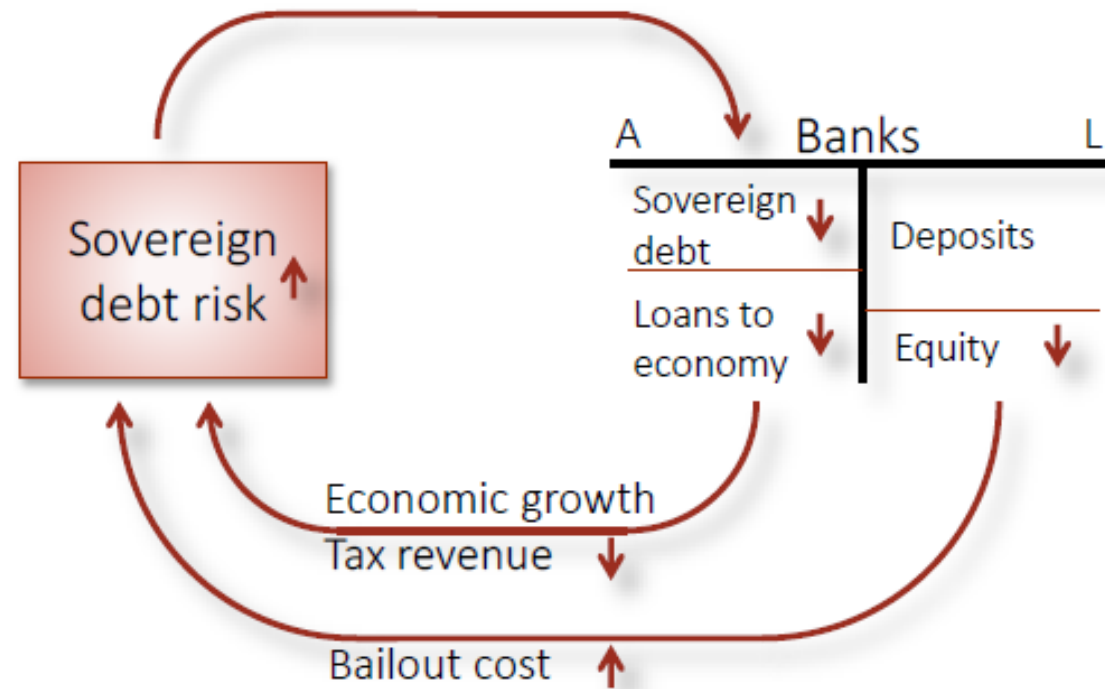 A Banks L
Sovereign
debt
Deposits
Loans to
economy
Equity
Sovereign
debt risk
Economic growth
Tax revenue
Bailout cost